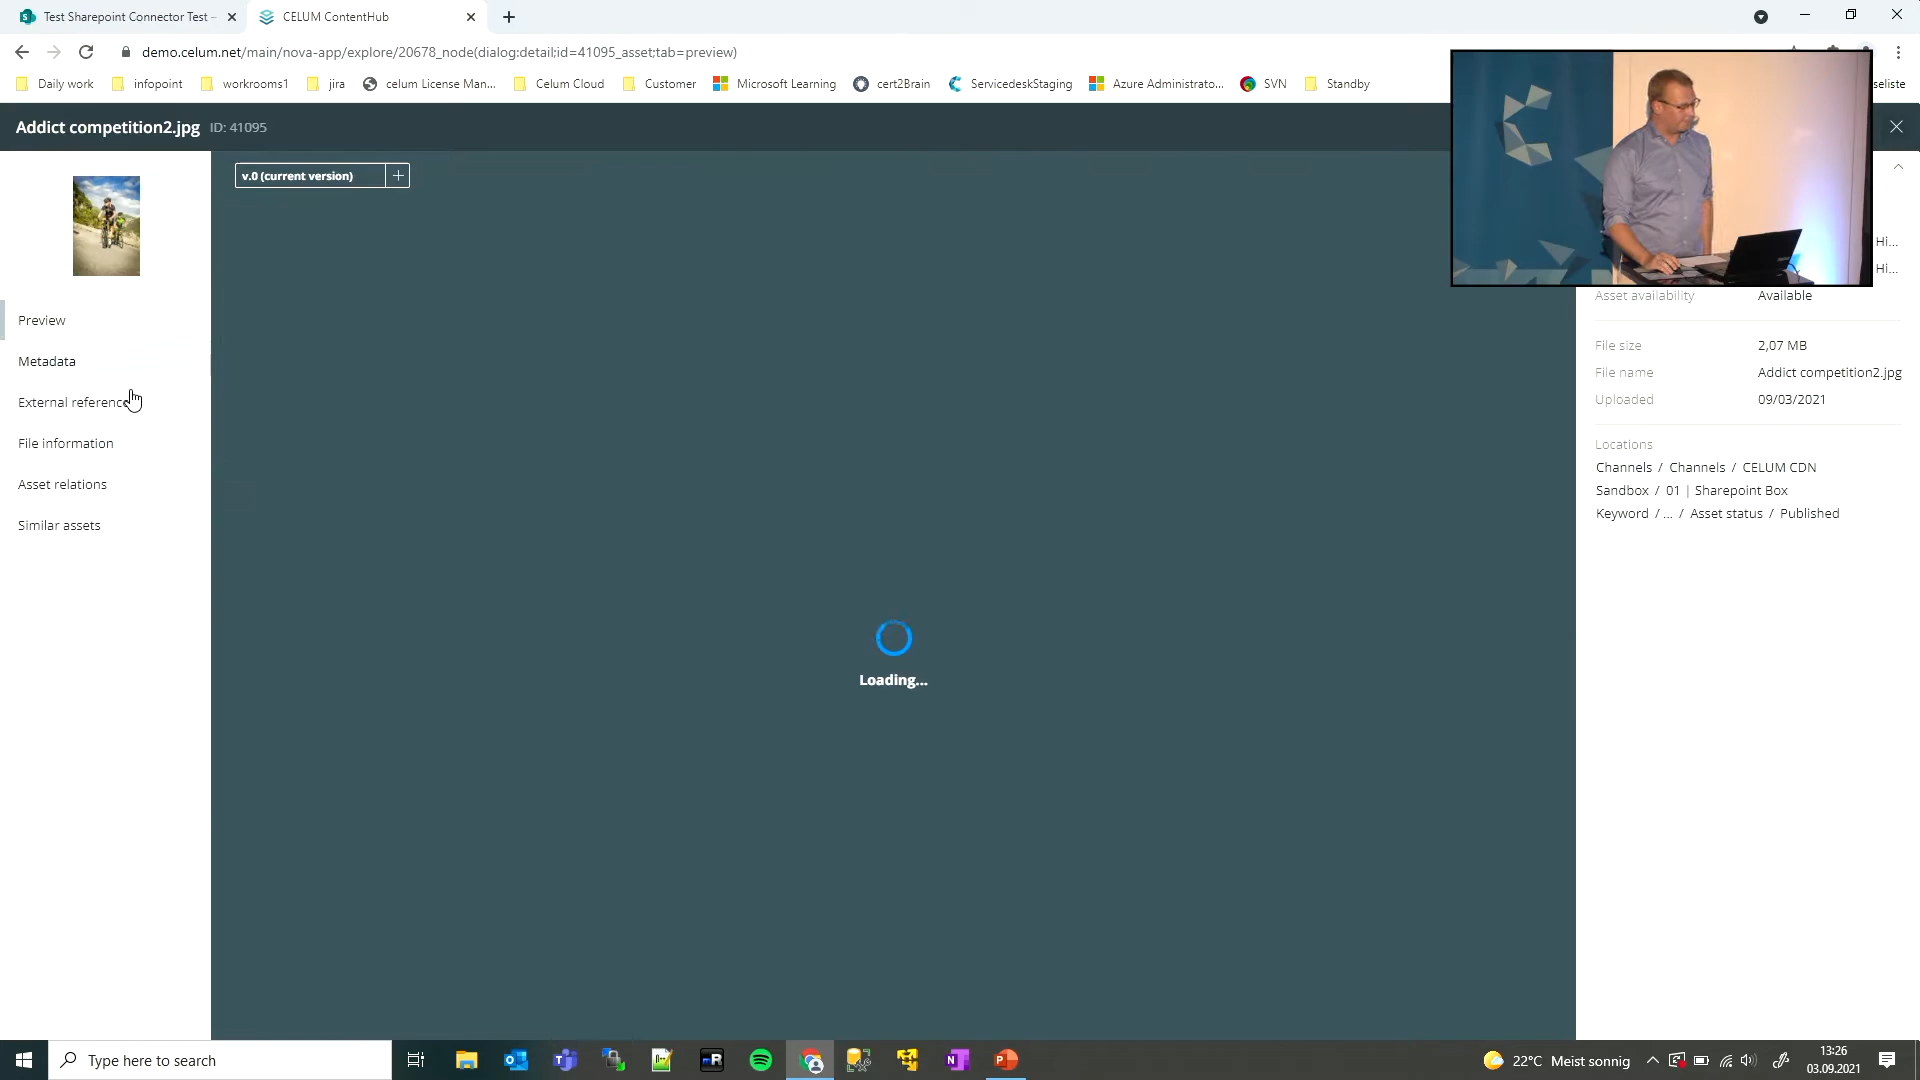 Test Sharepoint Connector Test –
CELUM ContentHub
demo.celum.net/main/nova-app/explore/20678_node(dialog:detail;id=41095_asset;tab=preview)
Daily work
infopoint
workrooms1
jira
celum License Man...
Celum Cloud
Customer
Microsoft Learning
cert2Brain
ServicedeskStaging
Azure Administrato...
SVN
Standby
seliste
Addict competition2.jpg ID: 41095
v.0 (current version)
Preview
Metadata
External reference
File information
Asset relations
Similar assets
Loading...
Hi...
Hi...
Asset availability Available
File size 2,07 MB
File name Addict competition2.jpg
Uploaded 09/03/2021
Locations
Channels / Channels / CELUM CDN
Sandbox / 01 | Sharepoint Box
Keyword / ... / Asset status / Published
Type here to search
22°C Meist sonnig
13:26
03.09.2021